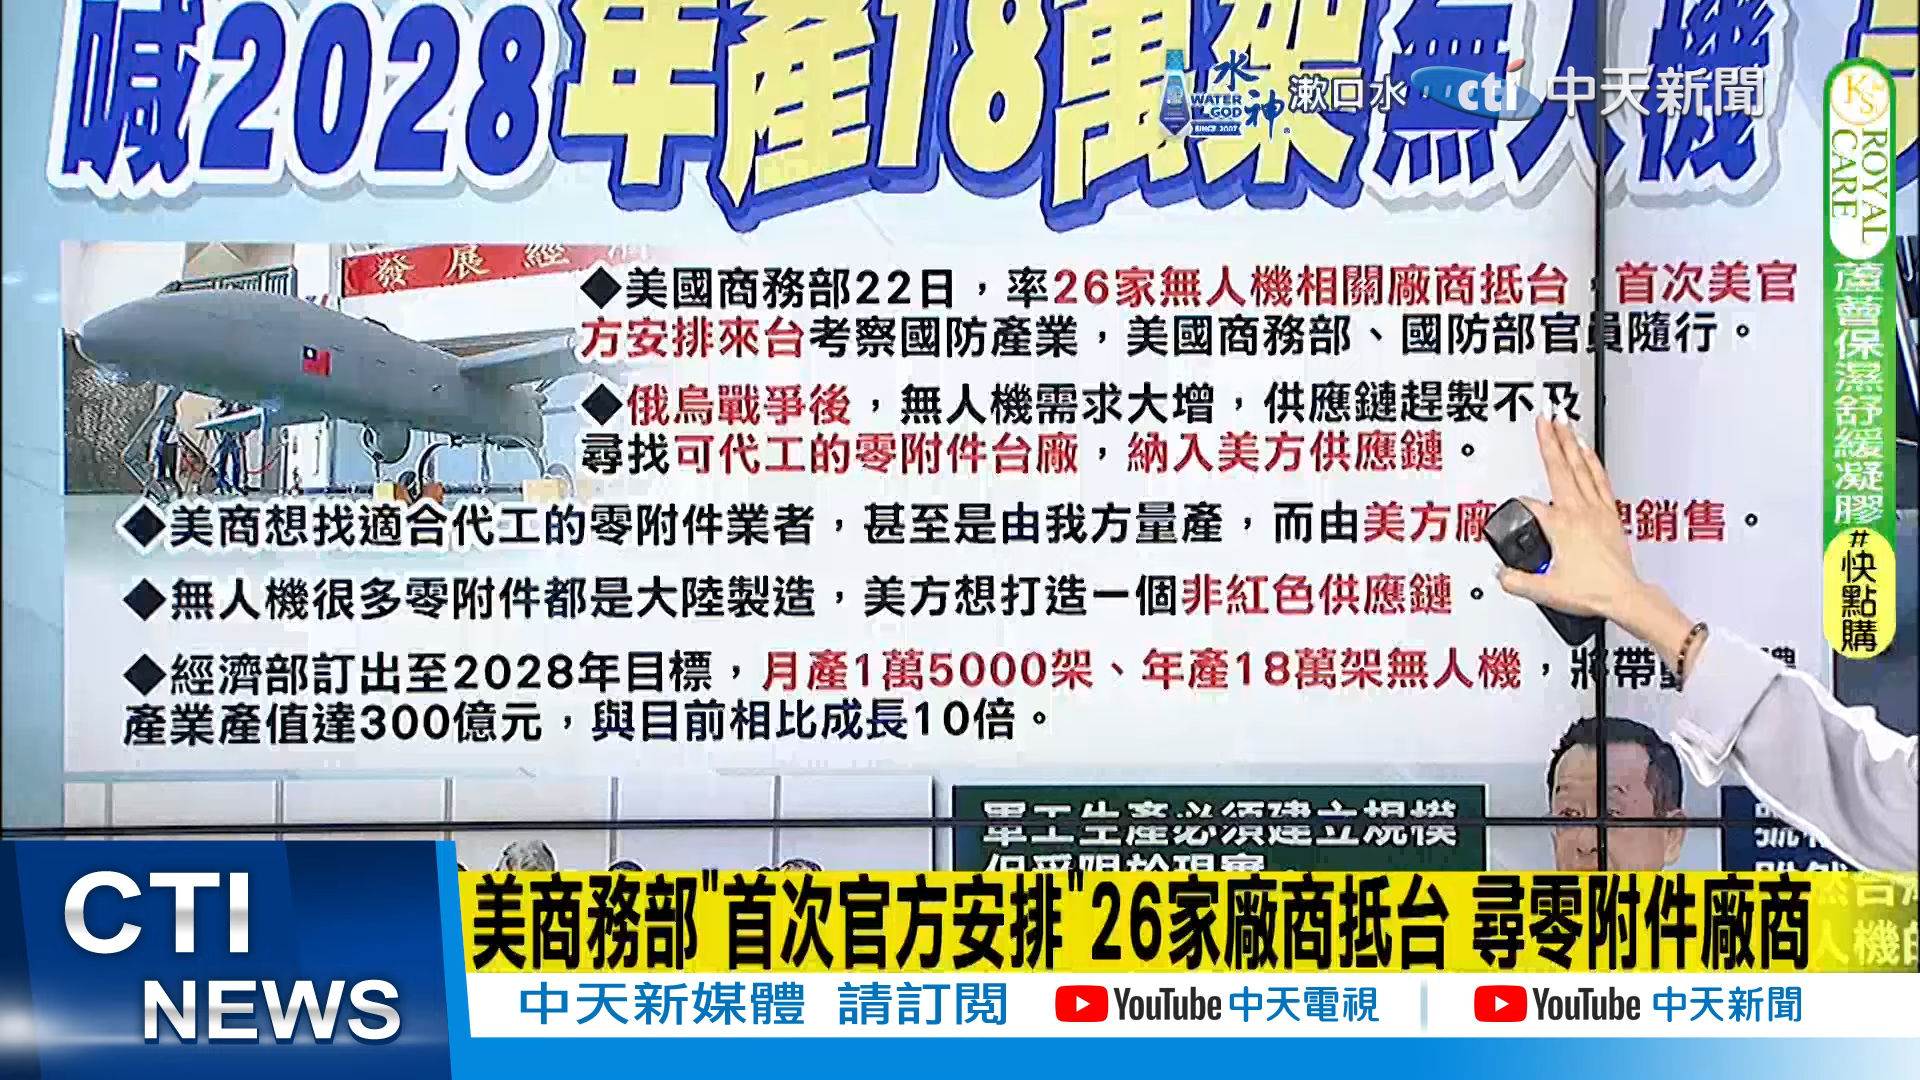 喊2028年產18萬架無人機
水神
WATER GOD
SINCE 2007
漱口水
cti 中天新聞
KS
ROYAL CARE
蘆薈保濕舒緩凝膠
#快點購
發展經濟
◆美國商務部22日，率26家無人機相關廠商抵台，首次美官
方安排來台考察國防產業，美國商務部、國防部官員隨行。
◆俄烏戰爭後，無人機需求大增，供應鏈趕製不及，
尋找可代工的零附件台廠，納入美方供應鏈。
◆美商想找適合代工的零附件業者，甚至是由我方量產，而由美方廠 牌銷售。
◆無人機很多零附件都是大陸製造，美方想打造一個非紅色供應鏈。
◆經濟部訂出至2028年目標，月產1萬5000架、年產18萬架無人機，將帶
產業產值達300億元，與目前相比成長10倍。
軍工生產必須建立規模
但受限於現實。
人機
CTI NEWS
美商務部"首次官方安排"26家廠商抵台 尋零附件廠商
中天新媒體 請訂閱 YouTube 中天電視 | YouTube 中天新聞